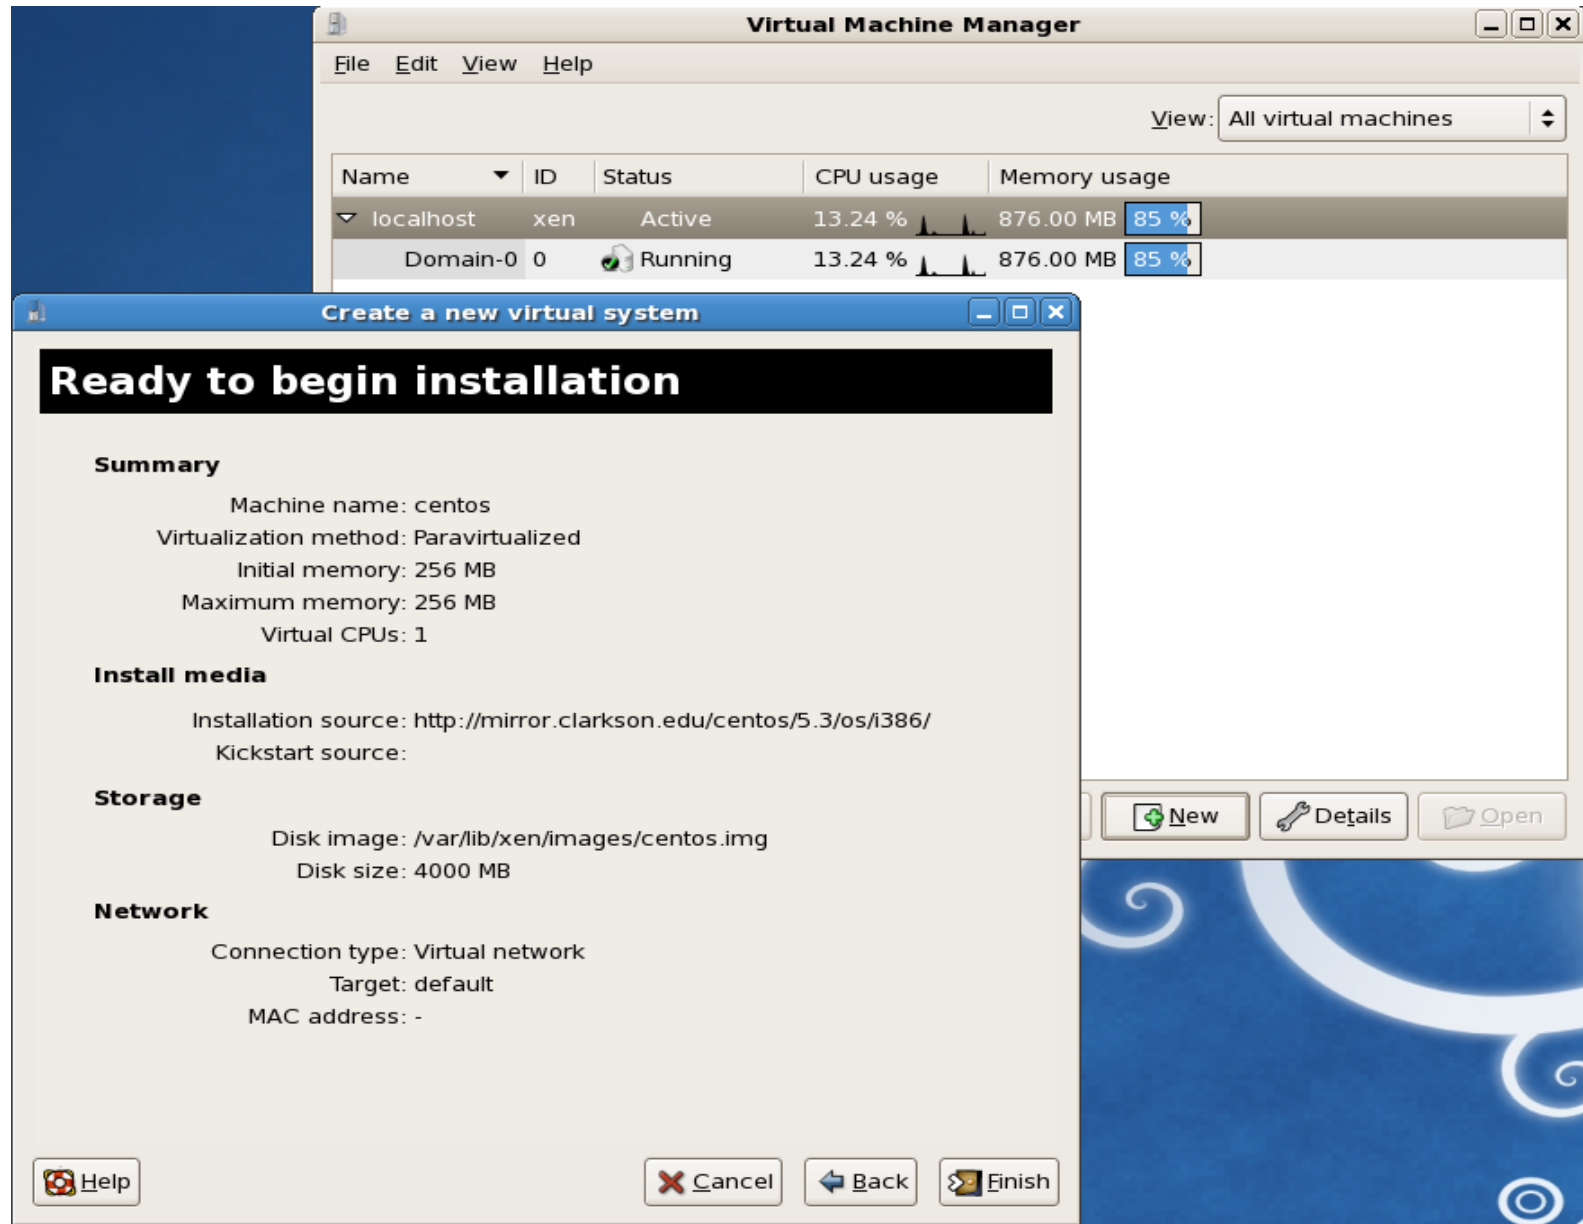 Virtual Machine Manager
File Edit View Help
View: All virtual machines
Name ID Status CPU usage Memory usage
localhost xen Active 13.24 % 876.00 MB 85 %
Domain-0 0 Running 13.24 % 876.00 MB 85 %
Create a new virtual system
Ready to begin installation
Summary
Machine name: centos
Virtualization method: Paravirtualized
Initial memory: 256 MB
Maximum memory: 256 MB
Virtual CPUs: 1
Install media
Installation source: http://mirror.clarkson.edu/centos/5.3/os/i386/
Kickstart source:
Storage
Disk image: /var/lib/xen/images/centos.img
Disk size: 4000 MB
Network
Connection type: Virtual network
Target: default
MAC address: -
Help Cancel Back Finish
New Details Open